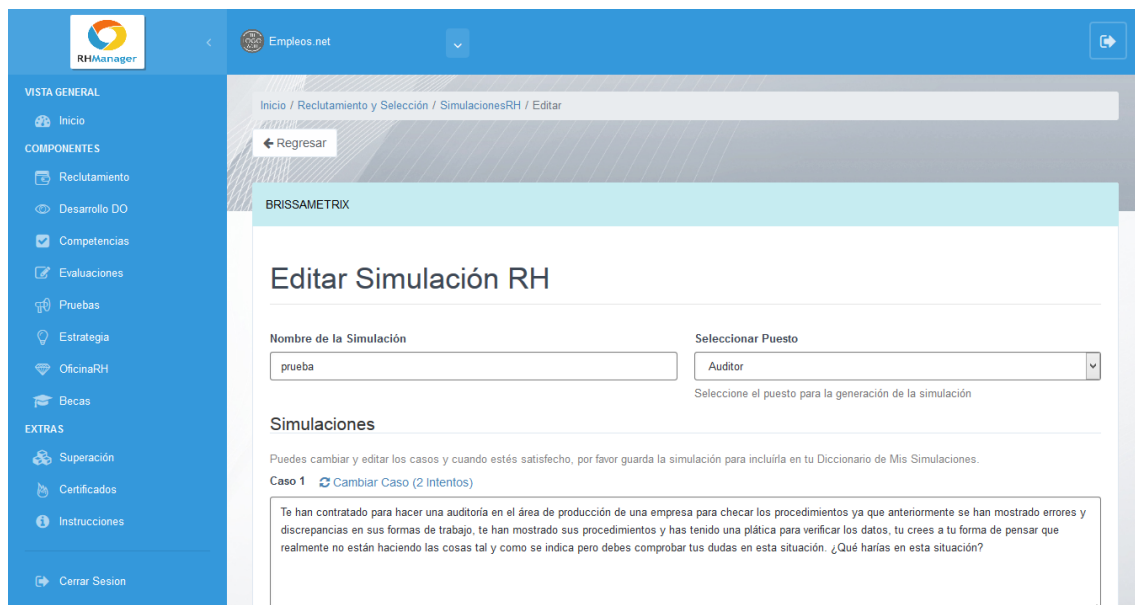 RHManager
Empleos.net
VISTA GENERAL
Inicio
COMPONENTES
Reclutamiento
Desarrollo DO
Competencias
Evaluaciones
Pruebas
Estrategia
OficinaRH
Becas
EXTRAS
Superación
Certificados
Instrucciones
Cerrar Sesion
Inicio / Reclutamiento y Selección / SimulacionesRH / Editar
Regresar
BRISSAMETRIX
Editar Simulación RH
Nombre de la Simulación
prueba
Seleccionar Puesto
Auditor
Seleccione el puesto para la generación de la simulación
Simulaciones
Puedes cambiar y editar los casos y cuando estés satisfecho, por favor guarda la simulación para incluírla en tu Diccionario de Mis Simulaciones.
Caso 1 Cambiar Caso (2 Intentos)
Te han contratado para hacer una auditoría en el área de producción de una empresa para checar los procedimientos ya que anteriormente se han mostrado errores y
discrepancias en sus formas de trabajo, te han mostrado sus procedimientos y has tenido una plática para verificar los datos, tu crees a tu forma de pensar que
realmente no están haciendo las cosas tal y como se indica pero debes comprobar tus dudas en esta situación. ¿Qué harías en esta situación?